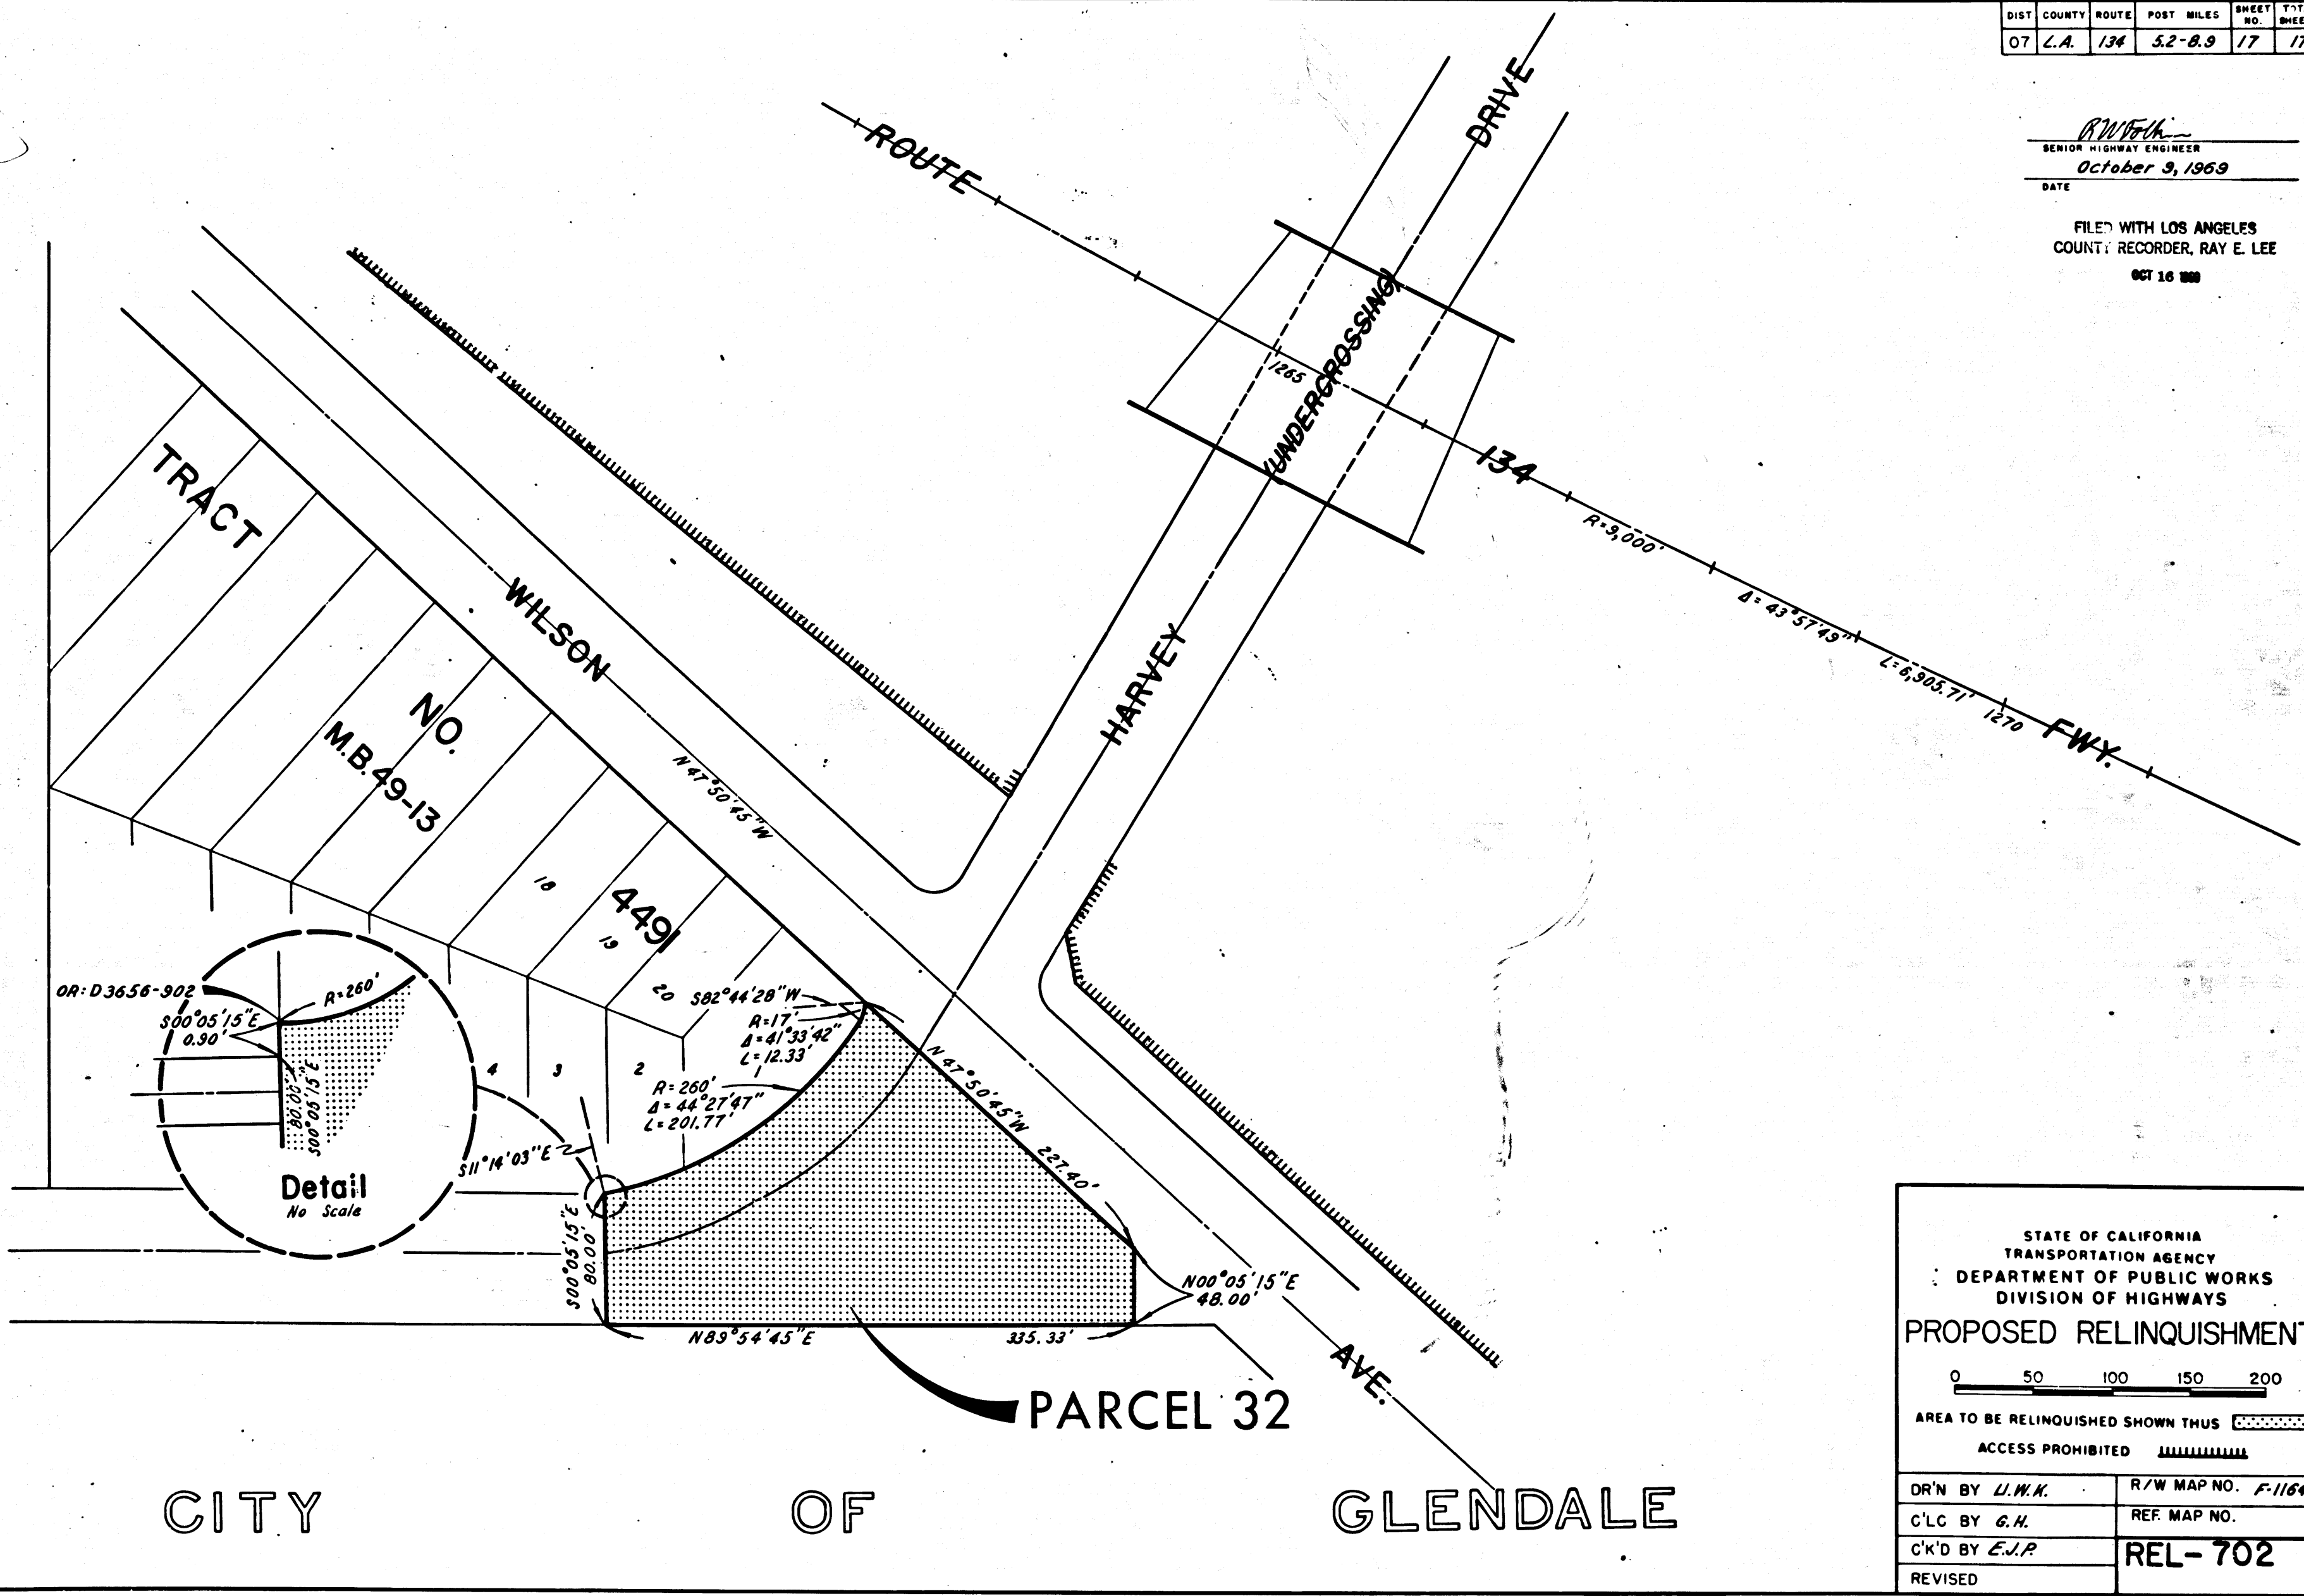 DIST COUNTY ROUTE POST MILES SHEET NO.
07 L.A. 134 5.2-8.9 17
SENIOR HIGHWAY ENGINEER
October 9, 1969
DATE
FILED WITH LOS ANGELES
COUNTY RECORDER, RAY E. LEE
OCT 16
ROUTE
134
FWY.
1265
R=9,000'
Δ=43°57'49"
L=6,905.71'
1270
HARVEY
(UNDERCROSSING)
DRIVE
WILSON
AVE.
N47°50'45"W
TRACT
NO.
4491
M.B.49-13
18
19
20
4
3
2
1
S82°44'28"W
R=17'
Δ=41°33'42"
L=12.33'
R=260'
Δ=44°27'47"
L=201.77'
S11°14'03"E
N47°50'45"W
227.40'
N00°05'15"E
48.00'
S00°05'15"E
80.00'
N89°54'45"E
335.33'
PARCEL 32
OR: D3656-902
R=260'
S00°05'15"E
0.90'
80.00'
S00°05'15"E
Detail
No Scale
CITY OF GLENDALE
STATE OF CALIFORNIA
TRANSPORTATION AGENCY
DEPARTMENT OF PUBLIC WORKS
DIVISION OF HIGHWAYS
PROPOSED RELINQUISHMENT
0 50 100 150 200
AREA TO BE RELINQUISHED SHOWN THUS
ACCESS PROHIBITED
DR'N BY U.W.K.
R/W MAP NO. F-1164
C'LC BY G.H.
REF. MAP NO.
C'K'D BY E.J.P.
REL-702
REVISED